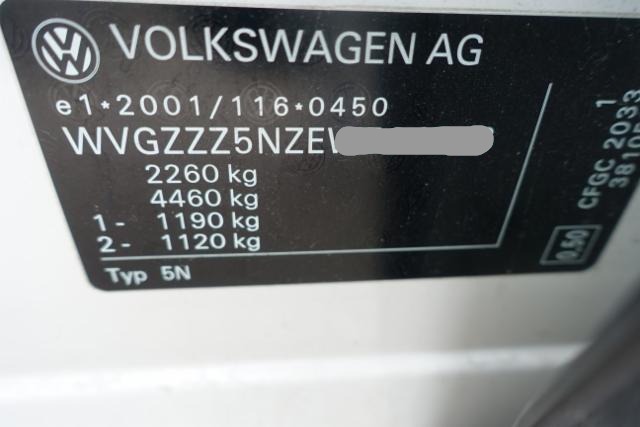 VOLKSWAGEN AG
e1*2001/116*0450
WVGZZZ5NZE
2260 kg
4460 kg
1- 1190 kg
2- 1120 kg
Typ 5N
0.50
CFGC 2033
1